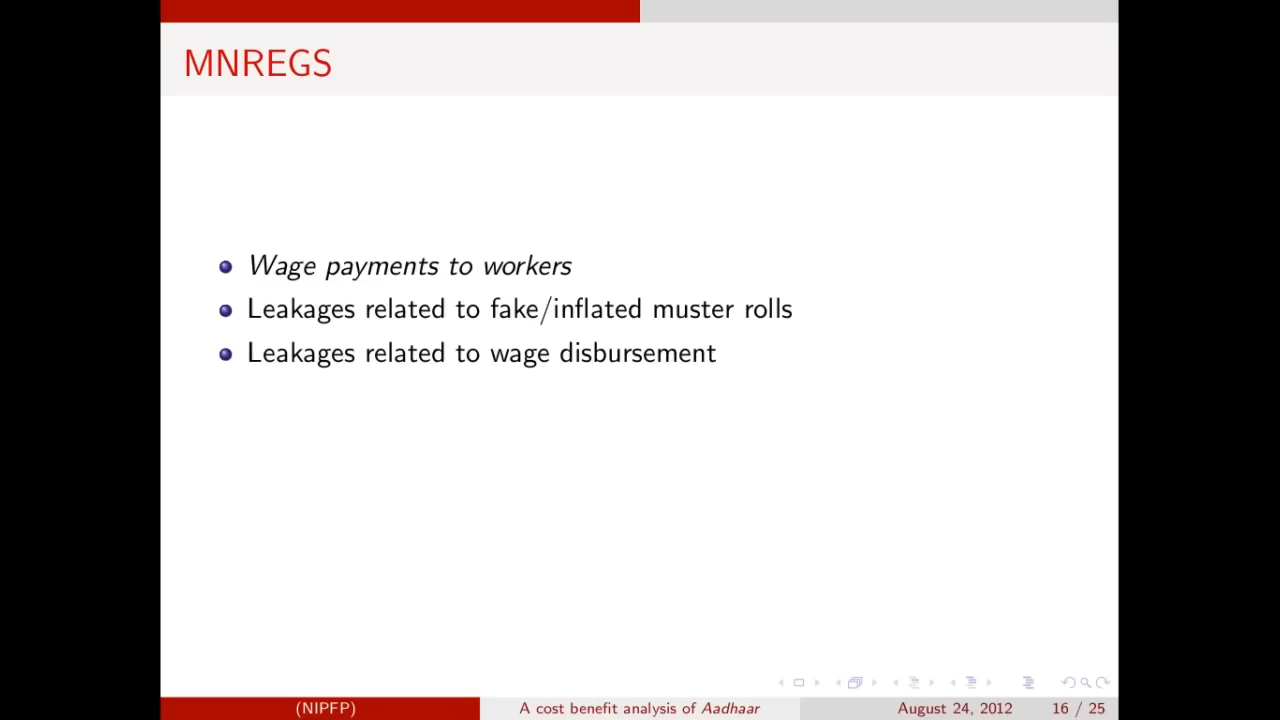 MNREGS
Wage payments to workers
Leakages related to fake/inflated muster rolls
Leakages related to wage disbursement
(NIPFP) A cost benefit analysis of Aadhaar August 24, 2012 16 / 25